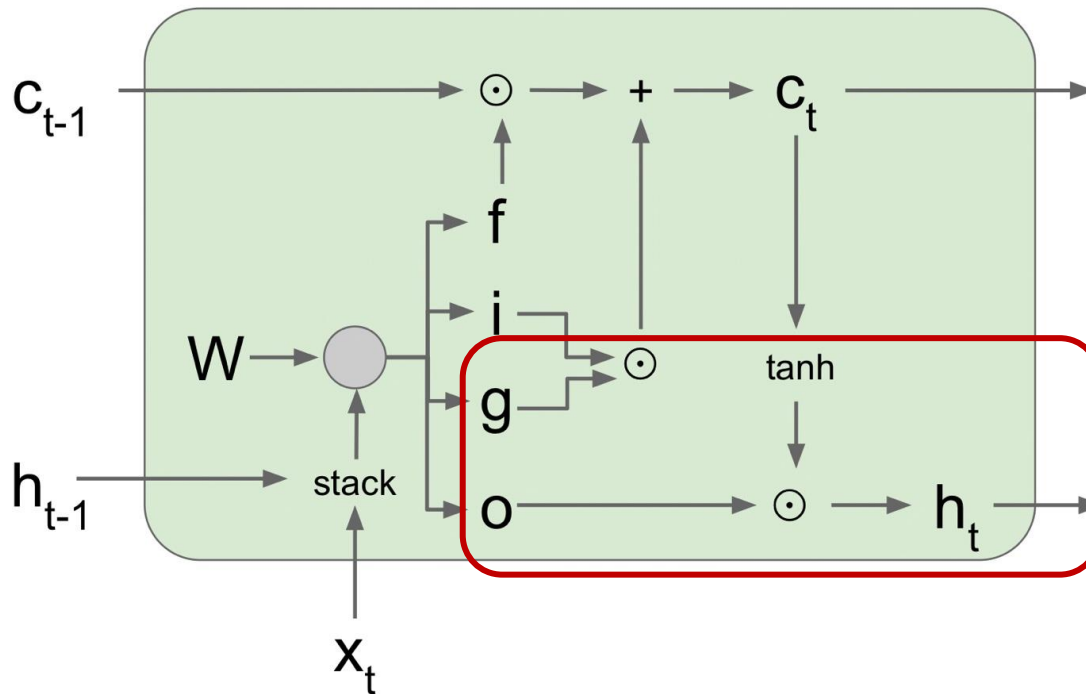 c_{t-1} ⊙ + c_t
f
i
W ⊙ tanh
g
h_{t-1} stack o ⊙ h_t
x_t